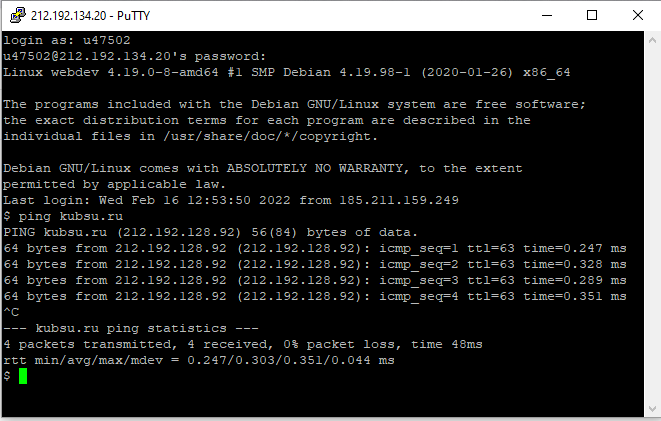 212.192.134.20 - PuTTY
login as: u47502
u47502@212.192.134.20's password:
Linux webdev 4.19.0-8-amd64 #1 SMP Debian 4.19.98-1 (2020-01-26) x86_64
The programs included with the Debian GNU/Linux system are free software;
the exact distribution terms for each program are described in the
individual files in /usr/share/doc/*/copyright.
Debian GNU/Linux comes with ABSOLUTELY NO WARRANTY, to the extent
permitted by applicable law.
Last login: Wed Feb 16 12:53:50 2022 from 185.211.159.249
$ ping kubsu.ru
PING kubsu.ru (212.192.128.92) 56(84) bytes of data.
64 bytes from 212.192.128.92 (212.192.128.92): icmp_seq=1 ttl=63 time=0.247 ms
64 bytes from 212.192.128.92 (212.192.128.92): icmp_seq=2 ttl=63 time=0.328 ms
64 bytes from 212.192.128.92 (212.192.128.92): icmp_seq=3 ttl=63 time=0.289 ms
64 bytes from 212.192.128.92 (212.192.128.92): icmp_seq=4 ttl=63 time=0.351 ms
^C
--- kubsu.ru ping statistics ---
4 packets transmitted, 4 received, 0% packet loss, time 48ms
rtt min/avg/max/mdev = 0.247/0.303/0.351/0.044 ms
$